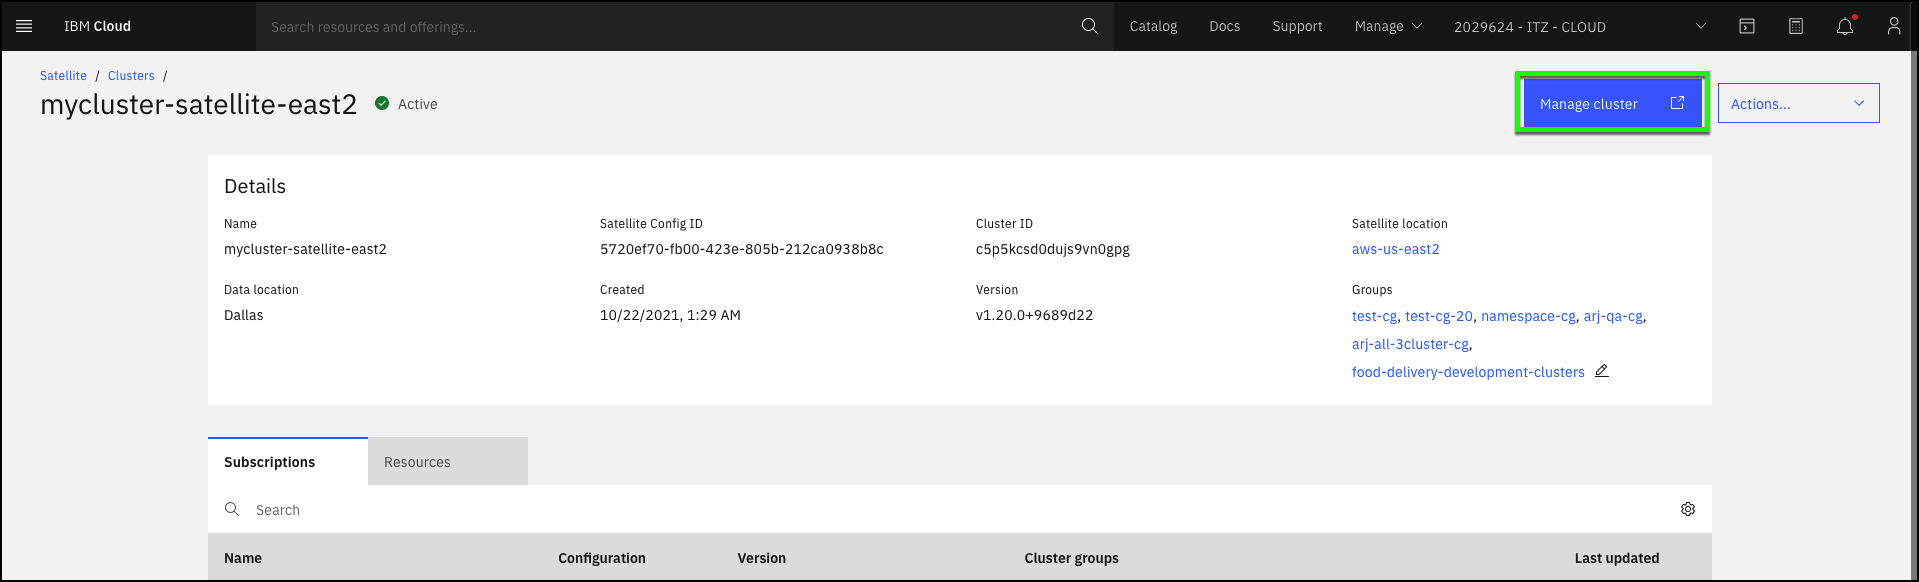 IBM Cloud
Search resources and offerings...
Catalog
Docs
Support
Manage
2029624 - ITZ - CLOUD
Satellite / Clusters /
mycluster-satellite-east2
Active
Manage cluster
Actions...
Details
Name
Satellite Config ID
Cluster ID
Satellite location
mycluster-satellite-east2
5720ef70-fb00-423e-805b-212ca0938b8c
c5p5kcsd0dujs9vn0gpg
aws-us-east2
Data location
Created
Version
Groups
Dallas
10/22/2021, 1:29 AM
v1.20.0+9689d22
test-cg, test-cg-20, namespace-cg, arj-qa-cg,
arj-all-3cluster-cg,
food-delivery-development-clusters
Subscriptions
Resources
Search
Name
Configuration
Version
Cluster groups
Last updated